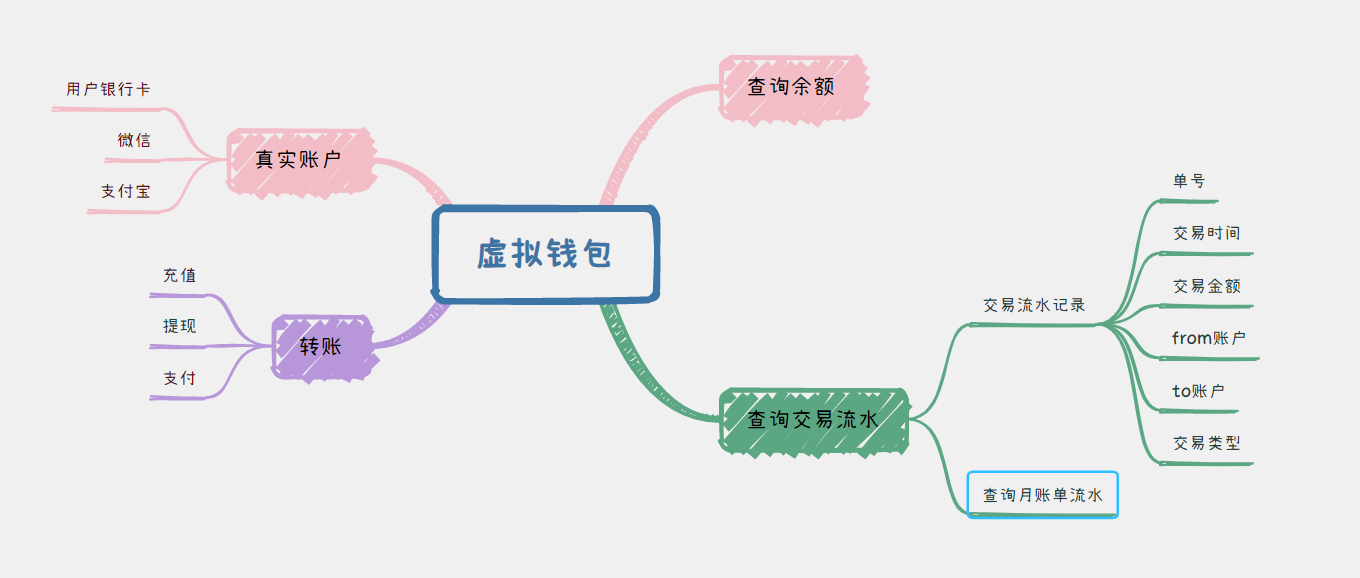 虚拟钱包
真实账户
用户银行卡
微信
支付宝
转账
充值
提现
支付
查询余额
查询交易流水
交易流水记录
单号
交易时间
交易金额
from账户
to账户
交易类型
查询月账单流水